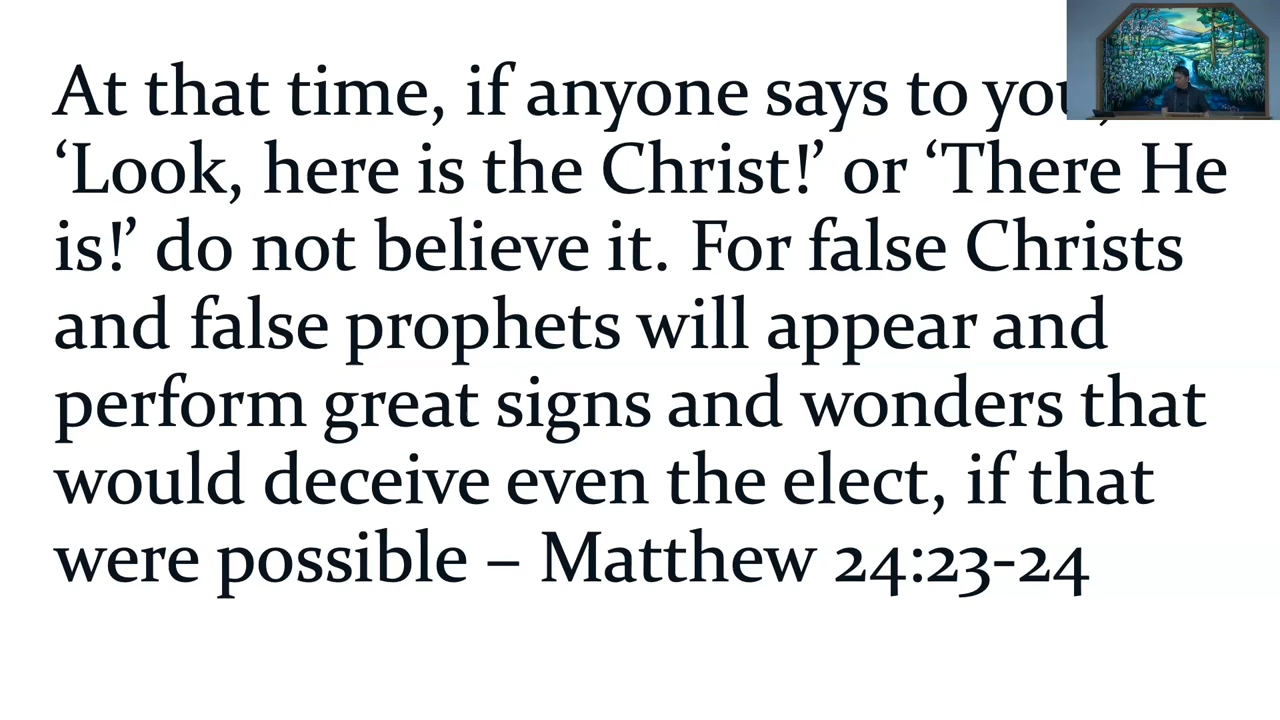 At that time, if anyone says to you,
‘Look, here is the Christ!’ or ‘There He
is!’ do not believe it. For false Christs
and false prophets will appear and
perform great signs and wonders that
would deceive even the elect, if that
were possible – Matthew 24:23-24